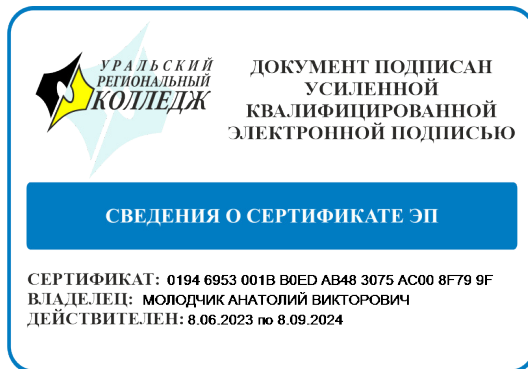 УРАЛЬСКИЙ
РЕГИОНАЛЬНЫЙ
КОЛЛЕДЖ
ДОКУМЕНТ ПОДПИСАН
УСИЛЕННОЙ
КВАЛИФИЦИРОВАННОЙ
ЭЛЕКТРОННОЙ ПОДПИСЬЮ
СВЕДЕНИЯ О СЕРТИФИКАТЕ ЭП
СЕРТИФИКАТ: 0194 6953 001B B0ED AB48 3075 AC00 8F79 9F
ВЛАДЕЛЕЦ: МОЛОДЧИК АНАТОЛИЙ ВИКТОРОВИЧ
ДЕЙСТВИТЕЛЕН: 8.06.2023 по 8.09.2024